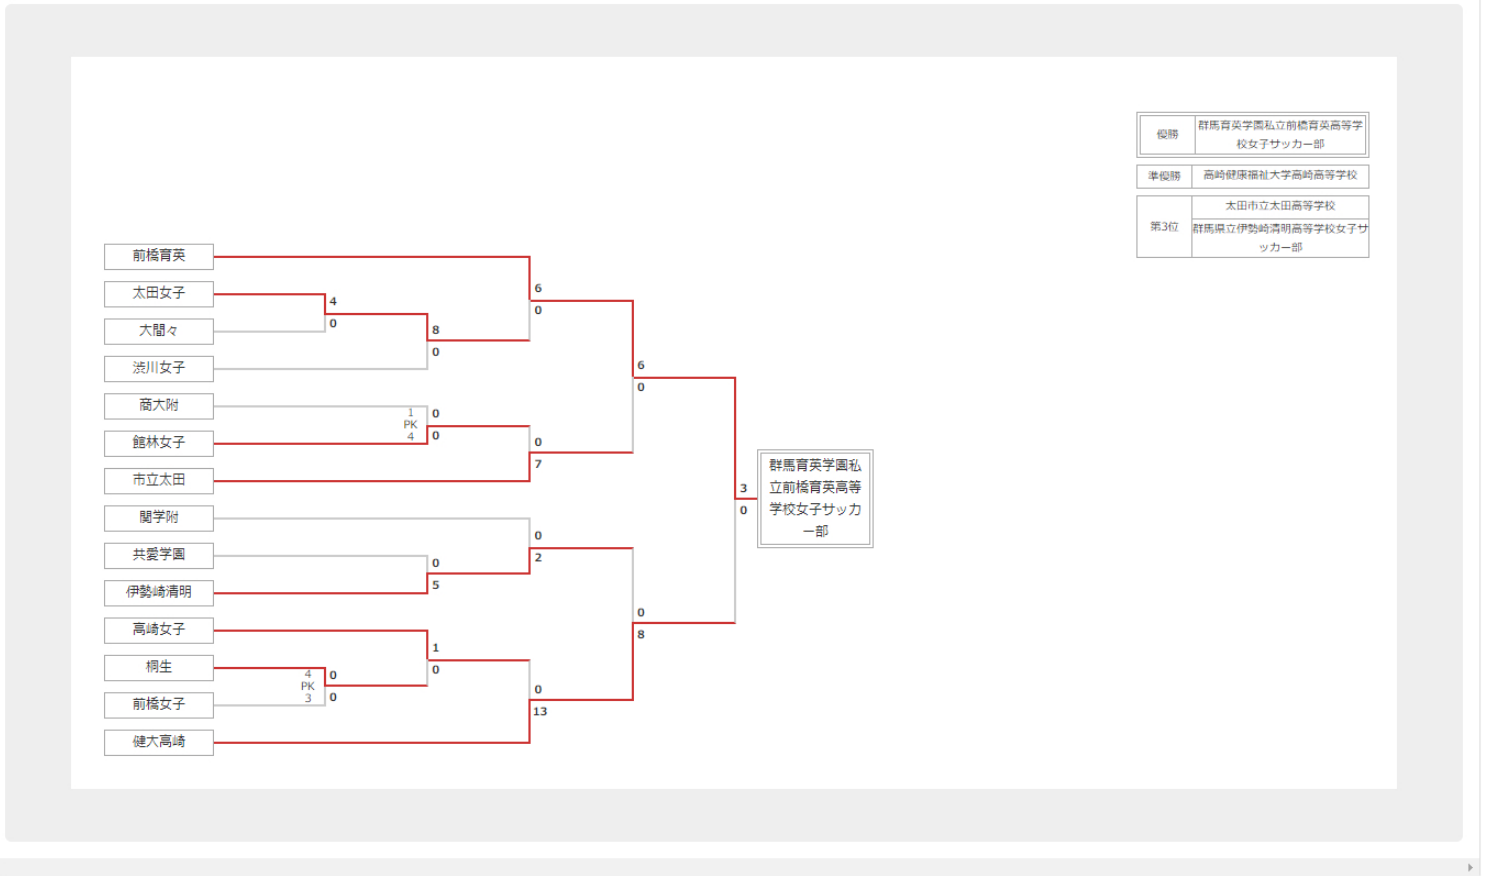 優勝
群馬育英学園私立前橋育英高等学
校女子サッカー部
準優勝
高崎健康福祉大学高崎高等学校
第3位
太田市立太田高等学校
群馬県立伊勢崎清明高等学校女子サ
ッカー部
前橋育英
太田女子
大間々
渋川女子
商大附
館林女子
市立太田
関学附
共愛学園
伊勢崎清明
高崎女子
桐生
前橋女子
健大高崎
4
0
4
PK
3
0
0
8
0
1
PK
4
0
0
0
5
1
0
6
0
0
7
0
2
0
13
6
0
0
8
3
0
群馬育英学園私
立前橋育英高等
学校女子サッカ
ー部